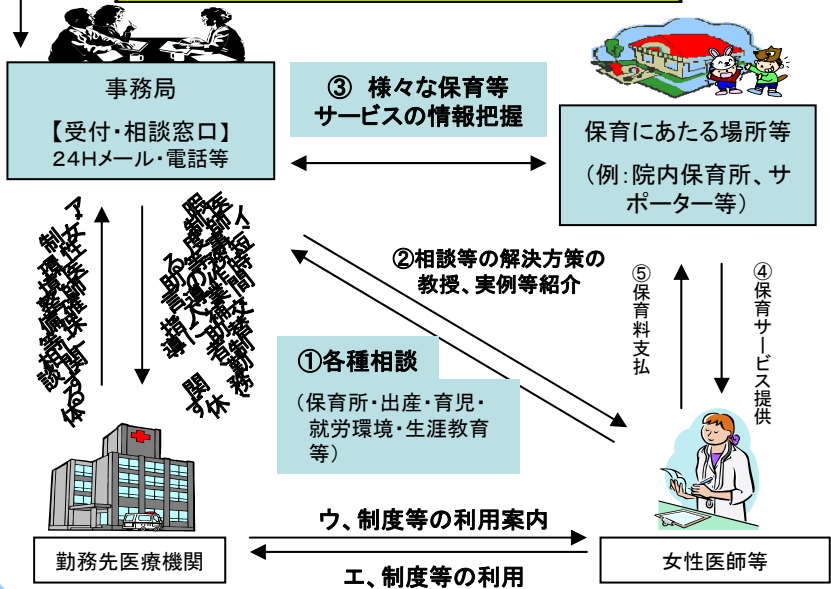 事務局
【受付・相談窓口】
24Hメール・電話等
③ 様々な保育等
サービスの情報把握
保育にあたる場所等
（例：院内保育所、サ
ポーター等）
②相談等の解決方策の
教授、実例等紹介
⑤保育料支払
④保育サービス提供
①各種相談
（保育所・出産・育児・
就労環境・生涯教育
等）
ウ、制度等の利用案内
エ、制度等の利用
勤務先医療機関
女性医師等